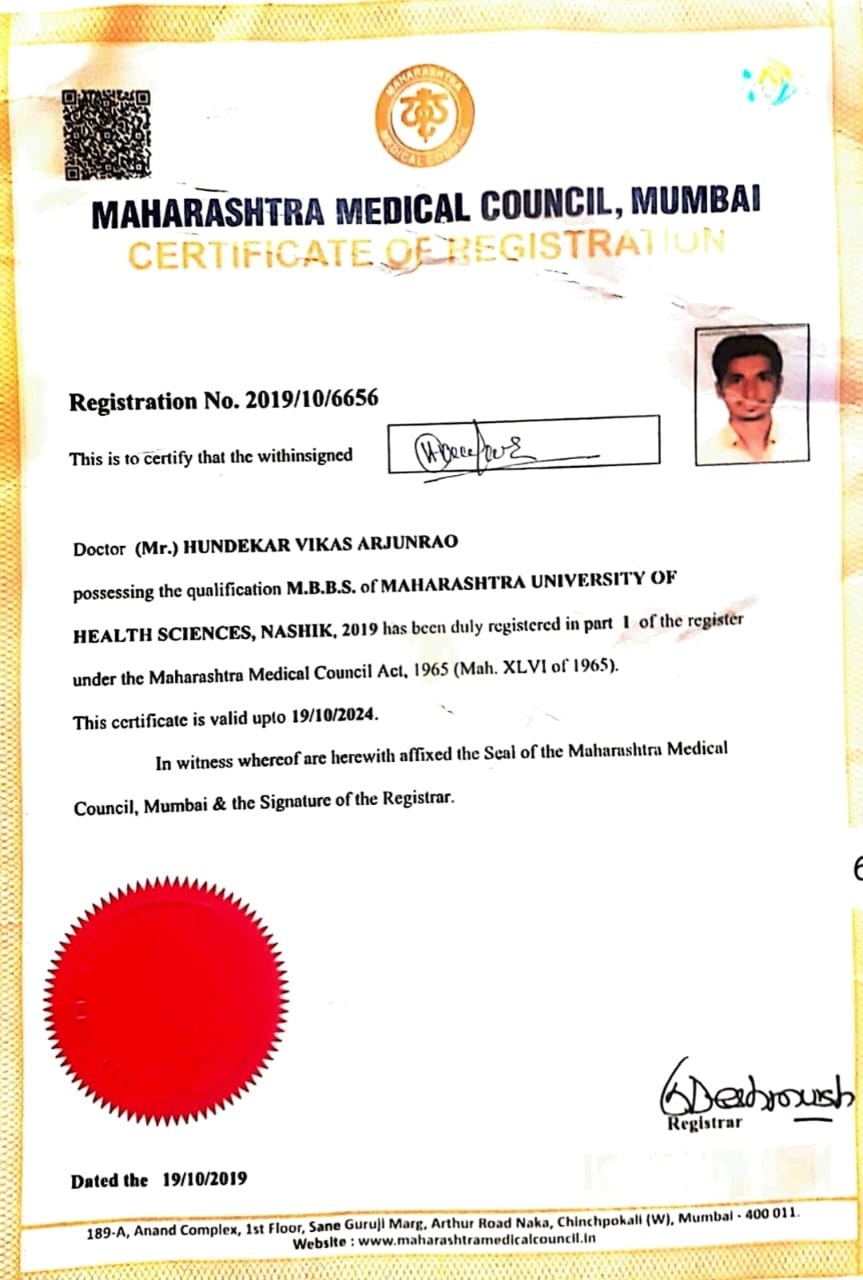 MAHARASHTRA
MEDICAL COUNCIL
MAHARASHTRA MEDICAL COUNCIL, MUMBAI
CERTIFICATE OF REGISTRATION
Registration No. 2019/10/6656
This is to certify that the withinsigned
Doctor (Mr.) HUNDEKAR VIKAS ARJUNRAO
possessing the qualification M.B.B.S. of MAHARASHTRA UNIVERSITY OF
HEALTH SCIENCES, NASHIK, 2019 has been duly registered in part I of the register
under the Maharashtra Medical Council Act, 1965 (Mah. XLVI of 1965).
This certificate is valid upto 19/10/2024.
In witness whereof are herewith affixed the Seal of the Maharashtra Medical
Council, Mumbai & the Signature of the Registrar.
6
Registrar
Dated the 19/10/2019
189-A, Anand Complex, 1st Floor, Sane Guruji Marg, Arthur Road Naka, Chinchpokali (W), Mumbai - 400 011.
Website : www.maharashtramedicalcouncil.in